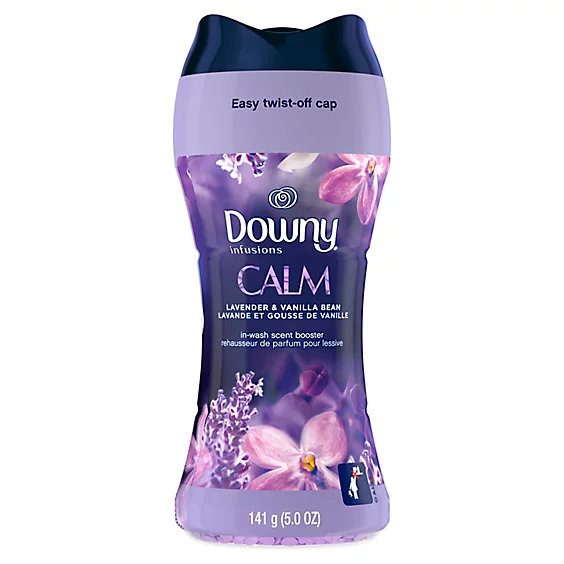 Easy twist-off cap
Downy
infusions
CALM
LAVENDER & VANILLA BEAN
LAVANDE ET GOUSSE DE VANILLE
in-wash scent booster
rehausseur de parfum pour lessive
141 g (5.0 OZ)